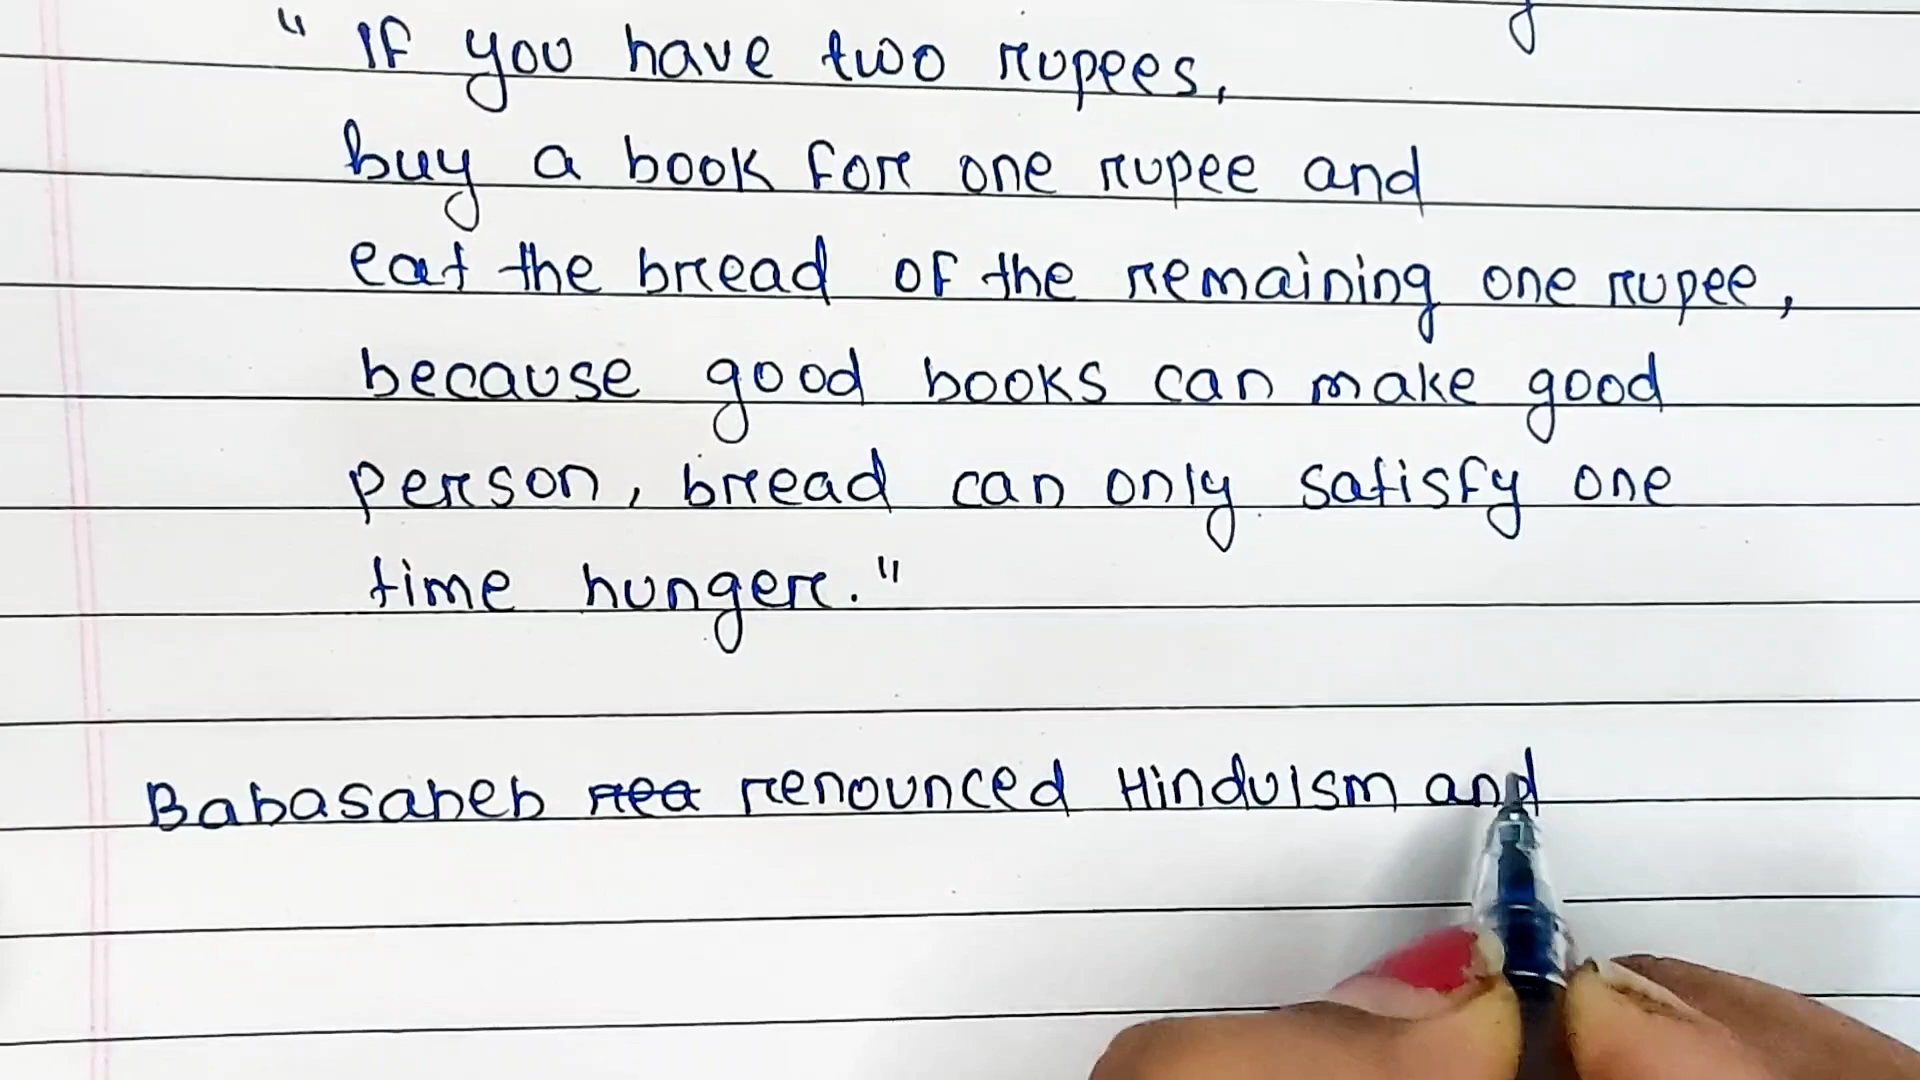 "If you have two rupees,
buy a book for one rupee and
eat the bread of the remaining one rupee,
because good books can make good
person, bread can only satisfy one
time hunger."
Babasaheb renounced Hinduism and